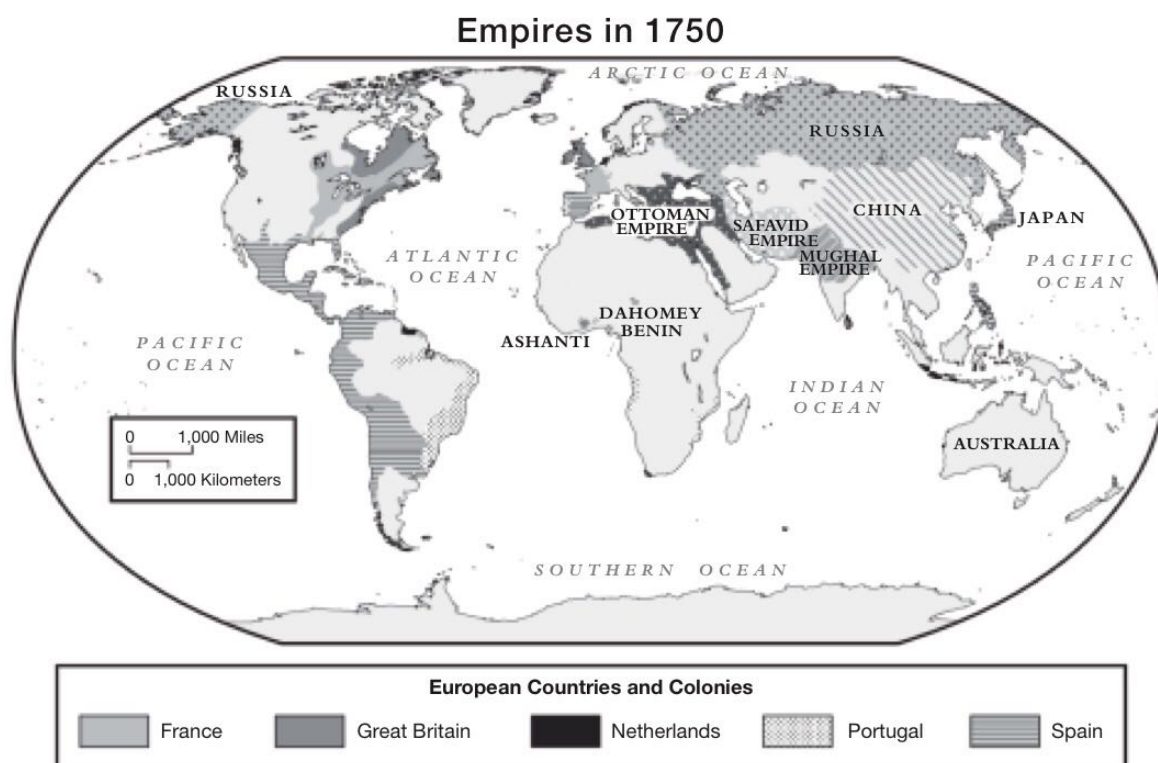 Empires in 1750
ARCTIC OCEAN
RUSSIA
RUSSIA
OTTOMAN
EMPIRE
SAFAVID
EMPIRE
MUGHAL
EMPIRE
CHINA
JAPAN
ATLANTIC
OCEAN
PACIFIC
OCEAN
DAHOMEY
BENIN
ASHANTI
PACIFIC
OCEAN
INDIAN
OCEAN
AUSTRALIA
0 1,000 Miles
0 1,000 Kilometers
SOUTHERN OCEAN
European Countries and Colonies
France Great Britain Netherlands Portugal Spain